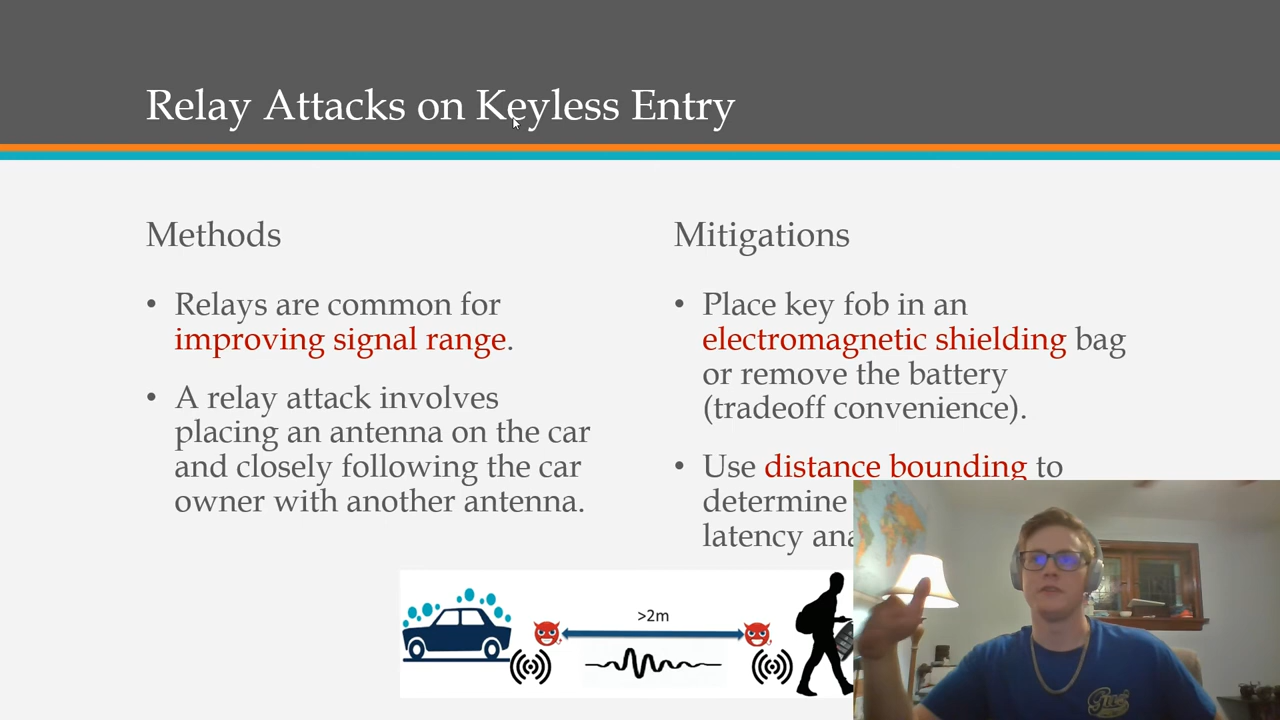 Relay Attacks on Keyless Entry
Methods
• Relays are common for
improving signal range.
• A relay attack involves
placing an antenna on the car
and closely following the car
owner with another antenna.
Mitigations
• Place key fob in an
electromagnetic shielding bag
or remove the battery
(tradeoff convenience).
• Use distance bounding to
determine
latency
>2m